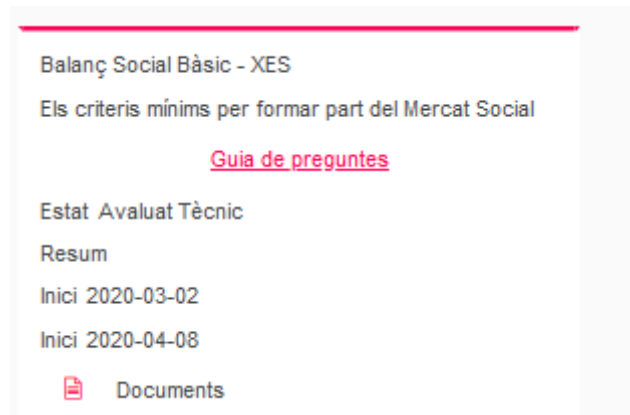 Balanç Social Bàsic - XES
Els criteris mínims per formar part del Mercat Social
Guia de preguntes
Estat Avaluat Tècnic
Resum
Inici 2020-03-02
Inici 2020-04-08
Documents